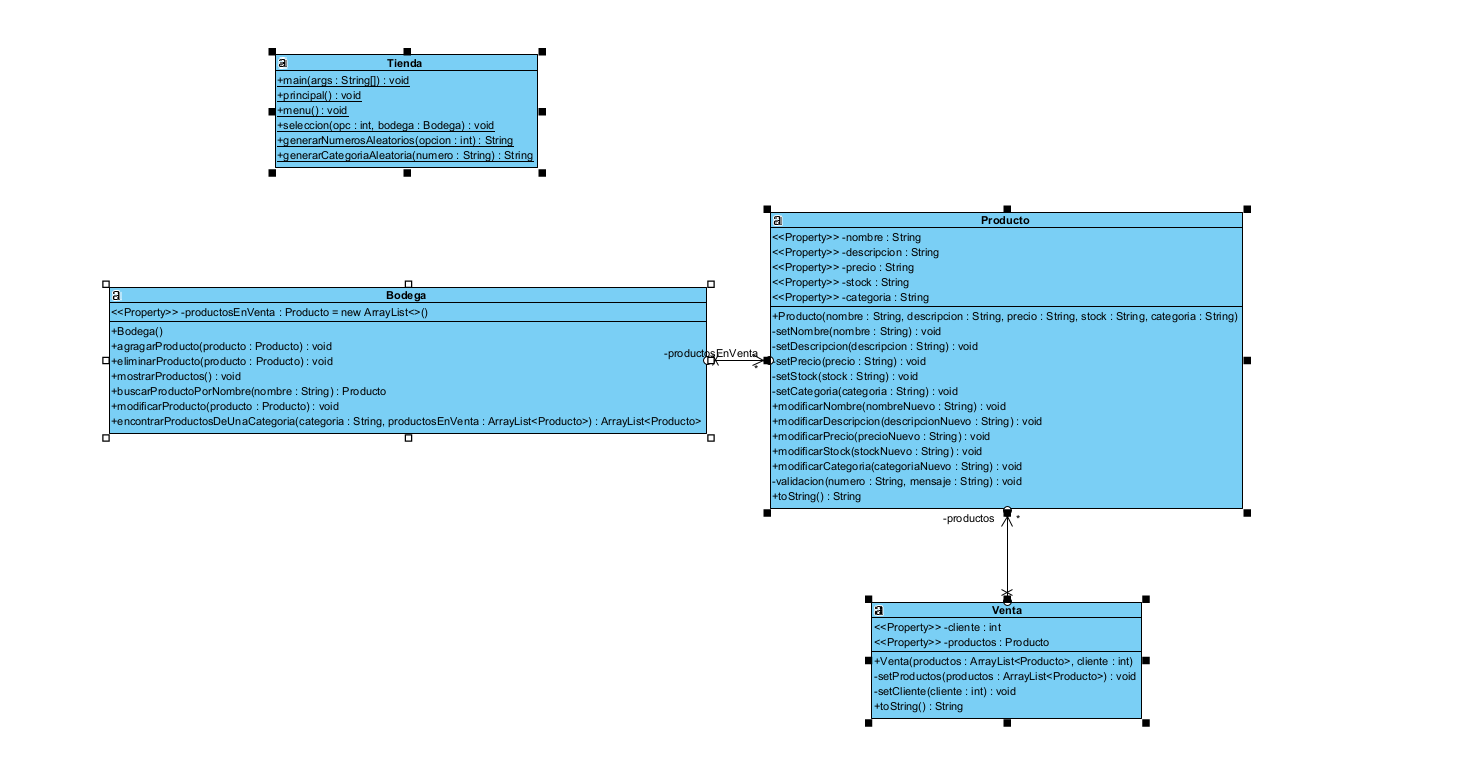 a Tienda
+main(args : String[]) : void
+principal() : void
+menu() : void
+seleccion(opc : int, bodega : Bodega) : void
+generarNumerosAleatorios(opcion : int) : String
+generarCategoriaAleatoria(numero : String) : String
a Bodega
<<Property>> -productosEnVenta : Producto = new ArrayList<>()
+Bodega()
+agragarProducto(producto : Producto) : void
+eliminarProducto(producto : Producto) : void
+mostrarProductos() : void
+buscarProductoPorNombre(nombre : String) : Producto
+modificarProducto(producto : Producto) : void
+encontrarProductosDeUnaCategoria(categoria : String, productosEnVenta : ArrayList<Producto>) : ArrayList<Producto>
-productosEnVenta
*
a Producto
<<Property>> -nombre : String
<<Property>> -descripcion : String
<<Property>> -precio : String
<<Property>> -stock : String
<<Property>> -categoria : String
+Producto(nombre : String, descripcion : String, precio : String, stock : String, categoria : String)
-setNombre(nombre : String) : void
-setDescripcion(descripcion : String) : void
-setPrecio(precio : String) : void
-setStock(stock : String) : void
-setCategoria(categoria : String) : void
+modificarNombre(nombreNuevo : String) : void
+modificarDescripcion(descripcionNuevo : String) : void
+modificarPrecio(precioNuevo : String) : void
+modificarStock(stockNuevo : String) : void
+modificarCategoria(categoriaNuevo : String) : void
-validacion(numero : String, mensaje : String) : void
+toString() : String
-productos *
a Venta
<<Property>> -cliente : int
<<Property>> -productos : Producto
+Venta(productos : ArrayList<Producto>, cliente : int)
-setProductos(productos : ArrayList<Producto>) : void
-setCliente(cliente : int) : void
+toString() : String